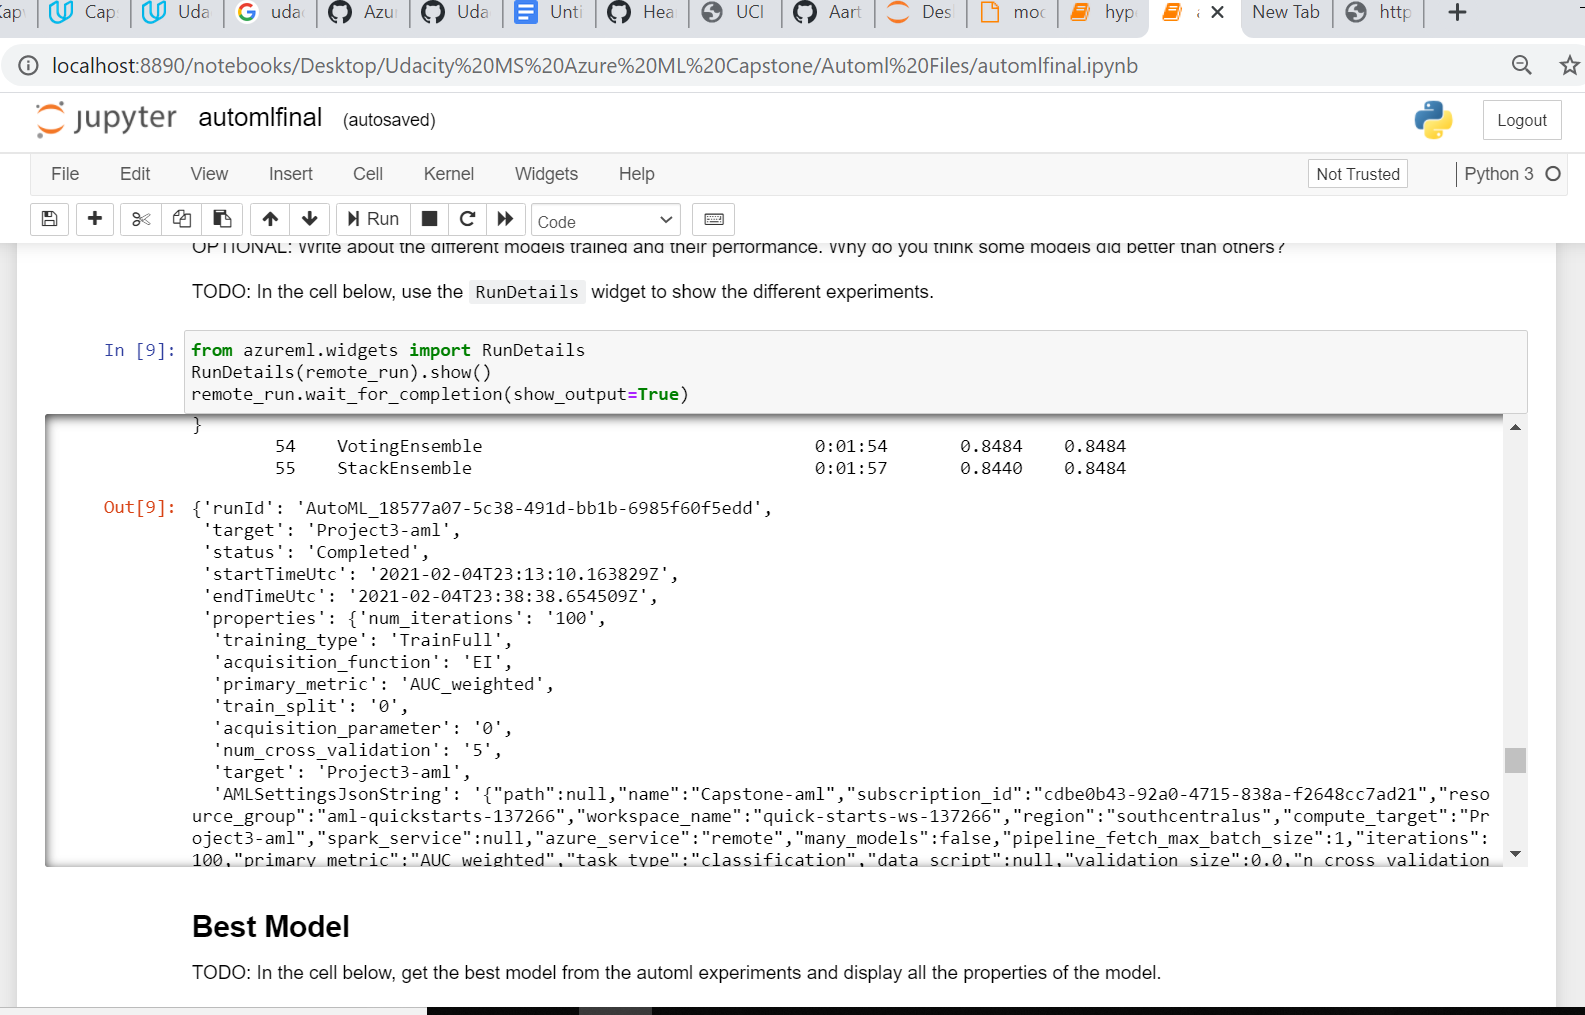 Cap
Uda
uda
Azu
Uda
Unti
Hea
UCI
Aart
Des
mod
hype
New Tab
http
localhost:8890/notebooks/Desktop/Udacity%20MS%20Azure%20ML%20Capstone/Automl%20Files/automlfinal.ipynb
jupyter automlfinal (autosaved)
Logout
File Edit View Insert Cell Kernel Widgets Help
Not Trusted
Python 3
Run
Code
OPTIONAL: Write about the different models trained and their performance. Why do you think some models did better than others?
TODO: In the cell below, use the RunDetails widget to show the different experiments.
In [9]: from azureml.widgets import RunDetails
RunDetails(remote_run).show()
remote_run.wait_for_completion(show_output=True)
}
54 VotingEnsemble 0:01:54 0.8484 0.8484
55 StackEnsemble 0:01:57 0.8440 0.8484
Out[9]: {'runId': 'AutoML_18577a07-5c38-491d-bb1b-6985f60f5edd',
'target': 'Project3-aml',
'status': 'Completed',
'startTimeUtc': '2021-02-04T23:13:10.163829Z',
'endTimeUtc': '2021-02-04T23:38:38.654509Z',
'properties': {'num_iterations': '100',
'training_type': 'TrainFull',
'acquisition_function': 'EI',
'primary_metric': 'AUC_weighted',
'train_split': '0',
'acquisition_parameter': '0',
'num_cross_validation': '5',
'target': 'Project3-aml',
'AMLSettingsJsonString': '{"path":null,"name":"Capstone-aml","subscription_id":"cdbe0b43-92a0-4715-838a-f2648cc7ad21","reso
urce_group":"aml-quickstarts-137266","workspace_name":"quick-starts-ws-137266","region":"southcentralus","compute_target":"Pr
oject3-aml","spark_service":null,"azure_service":"remote","many_models":false,"pipeline_fetch_max_batch_size":1,"iterations":
100,"primary_metric":"AUC_weighted","task_type":"classification","data_script":null,"validation_size":0.0,"n_cross_validation
Best Model
TODO: In the cell below, get the best model from the automl experiments and display all the properties of the model.